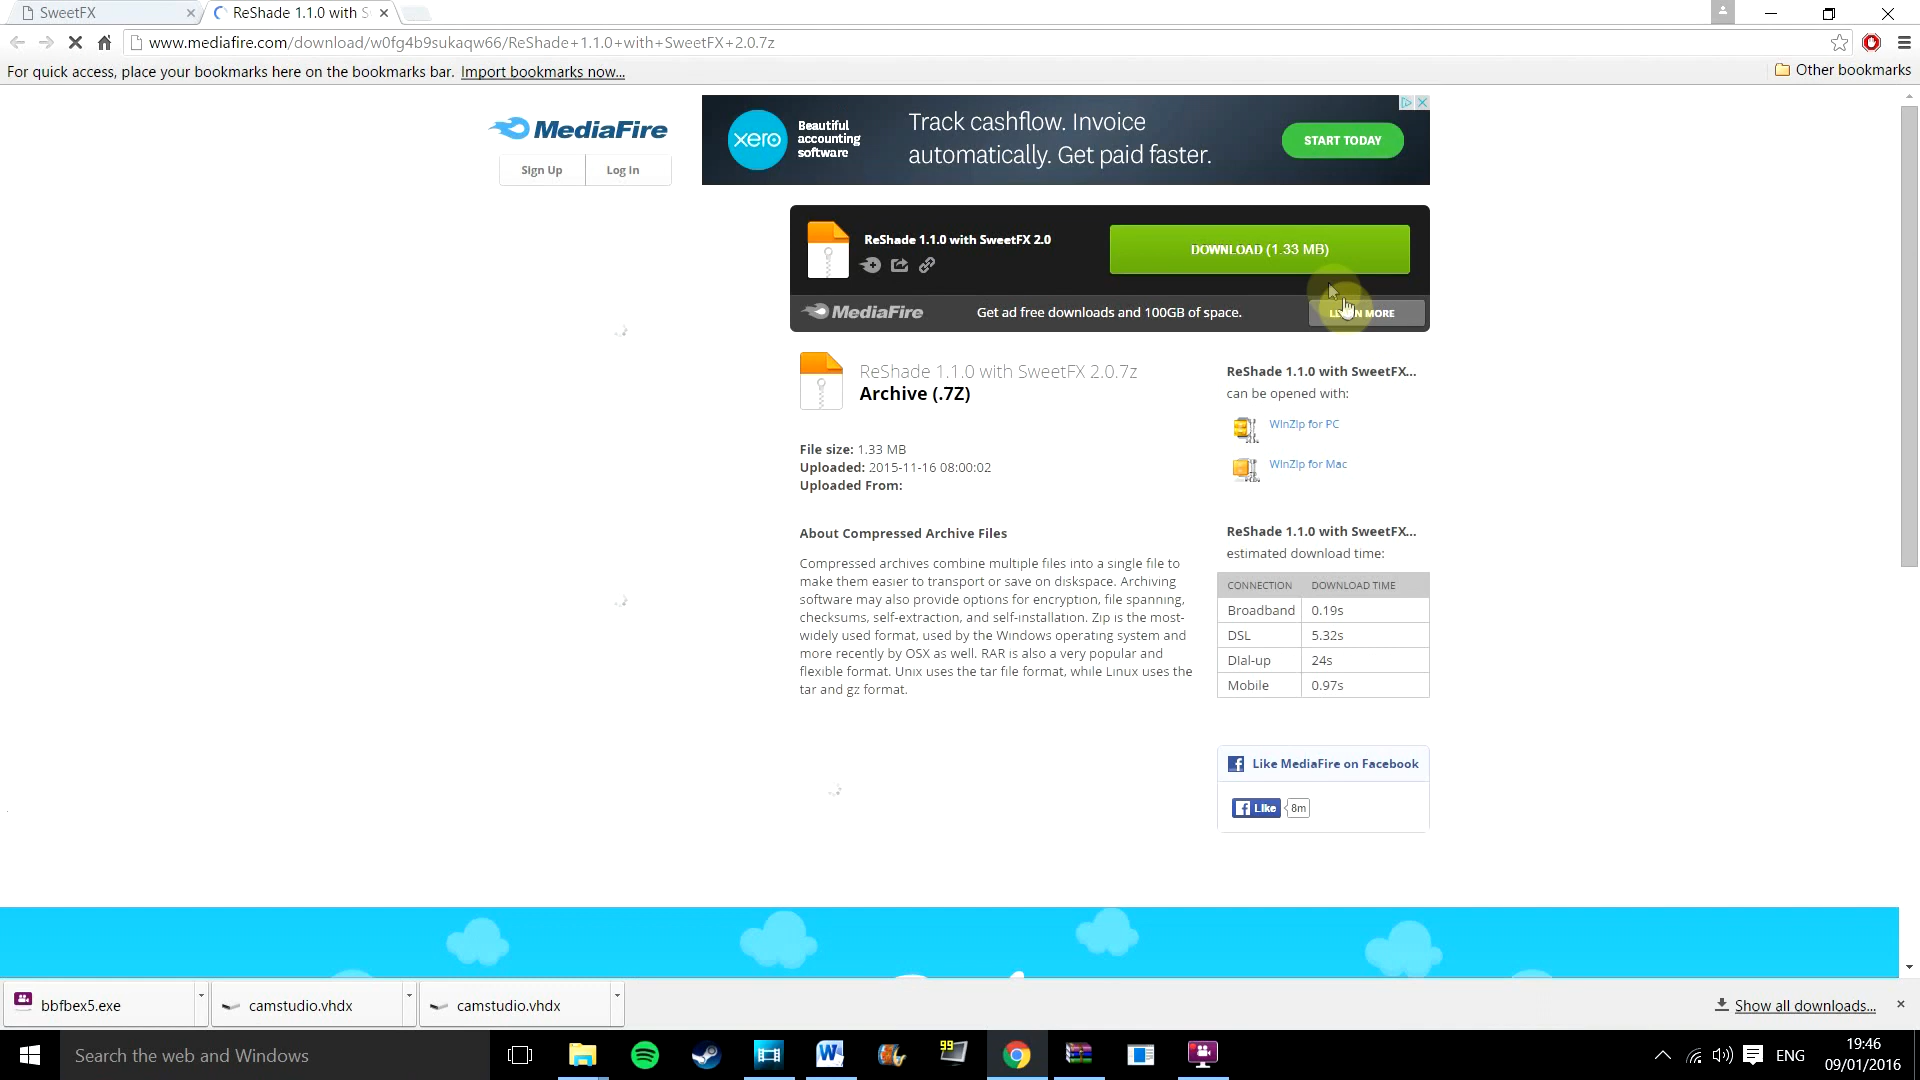 SweetFX
ReShade 1.1.0 with S
www.mediafire.com/download/w0fg4b9sukaqw66/ReShade+1.1.0+with+SweetFX+2.0.7z
For quick access, place your bookmarks here on the bookmarks bar. Import bookmarks now...
Other bookmarks
MediaFire
Sign Up
Log In
xero
Beautiful
accounting
software
Track cashflow. Invoice
automatically. Get paid faster.
START TODAY
ReShade 1.1.0 with SweetFX 2.0
DOWNLOAD (1.33 MB)
MediaFire
Get ad free downloads and 100GB of space.
MORE
ReShade 1.1.0 with SweetFX 2.0.7z
Archive (.7Z)
File size: 1.33 MB
Uploaded: 2015-11-16 08:00:02
Uploaded From:
About Compressed Archive Files
Compressed archives combine multiple files into a single file to
make them easier to transport or save on diskspace. Archiving
software may also provide options for encryption, file spanning,
checksums, self-extraction, and self-installation. Zip is the most-
widely used format, used by the Windows operating system and
more recently by OSX as well. RAR is also a very popular and
flexible format. Unix uses the tar file format, while Linux uses the
tar and gz format.
ReShade 1.1.0 with SweetFX...
can be opened with:
WinZip for PC
WinZip for Mac
ReShade 1.1.0 with SweetFX...
estimated download time:
CONNECTION DOWNLOAD TIME
Broadband 0.19s
DSL 5.32s
Dial-up 24s
Mobile 0.97s
Like MediaFire on Facebook
Like 8m
bbfbex5.exe
camstudio.vhdx
camstudio.vhdx
Show all downloads...
Search the web and Windows
99
ENG
19:46
09/01/2016